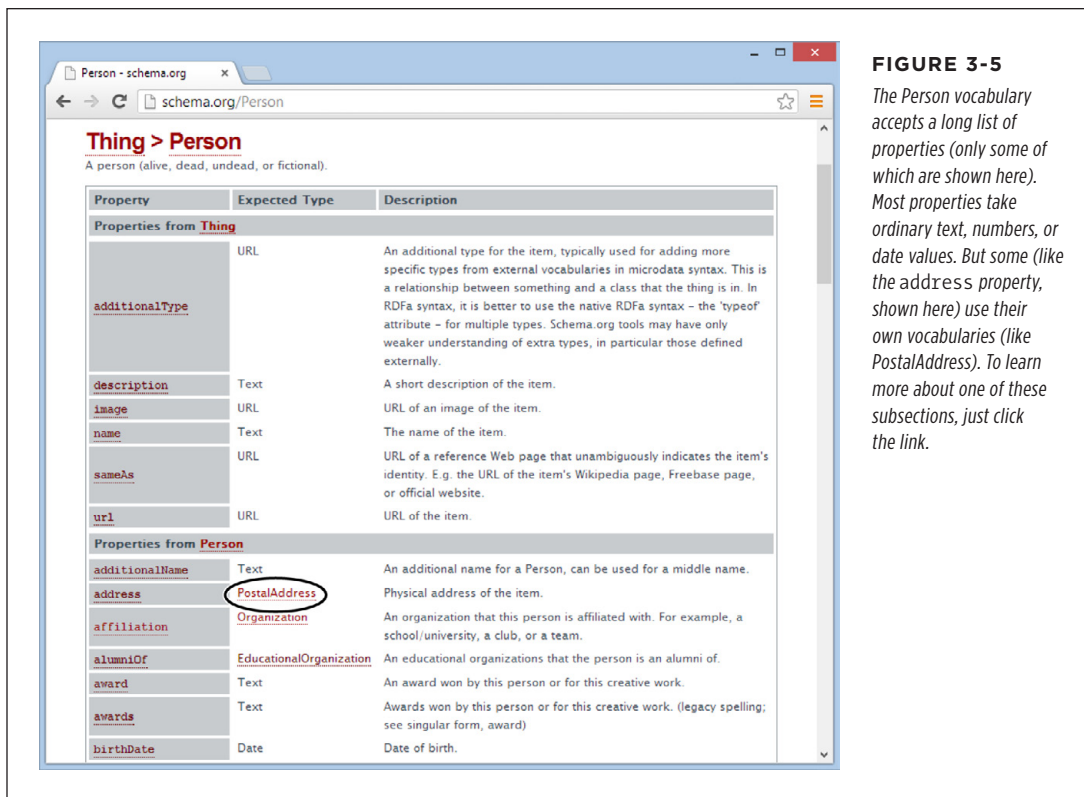 Person - schema.org
schema.org/Person
Thing > Person
A person (alive, dead, undead, or fictional).
Property Expected Type Description
Properties from Thing
additionalType URL An additional type for the item, typically used for adding more
specific types from external vocabularies in microdata syntax. This is
a relationship between something and a class that the thing is in. In
RDFa syntax, it is better to use the native RDFa syntax – the 'typeof'
attribute – for multiple types. Schema.org tools may have only
weaker understanding of extra types, in particular those defined
externally.
description Text A short description of the item.
image URL URL of an image of the item.
name Text The name of the item.
sameAs URL URL of a reference Web page that unambiguously indicates the item's
identity. E.g. the URL of the item's Wikipedia page, Freebase page,
or official website.
url URL URL of the item.
Properties from Person
additionalName Text An additional name for a Person, can be used for a middle name.
address PostalAddress Physical address of the item.
affiliation Organization An organization that this person is affiliated with. For example, a
school/university, a club, or a team.
alumniOf EducationalOrganization An educational organizations that the person is an alumni of.
award Text An award won by this person or for this creative work.
awards Text Awards won by this person or for this creative work. (legacy spelling;
see singular form, award)
birthDate Date Date of birth.
FIGURE 3-5
The Person vocabulary
accepts a long list of
properties (only some of
which are shown here).
Most properties take
ordinary text, numbers, or
date values. But some (like
the address property,
shown here) use their
own vocabularies (like
PostalAddress). To learn
more about one of these
subsections, just click
the link.